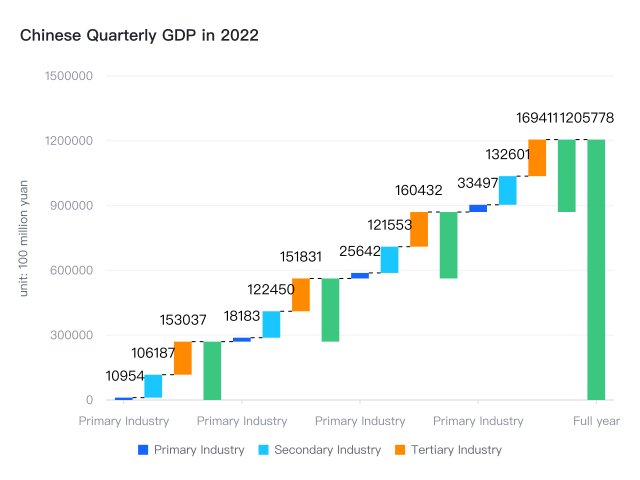 Chinese Quarterly GDP in 2022
unit: 100 million yuan
1500000
1200000
900000
600000
300000
0
10954
106187
153037
18183
122450
151831
25642
121553
160432
33497
132601
169411
1205778
Primary Industry
Primary Industry
Primary Industry
Primary Industry
Full year
Primary Industry
Secondary Industry
Tertiary Industry